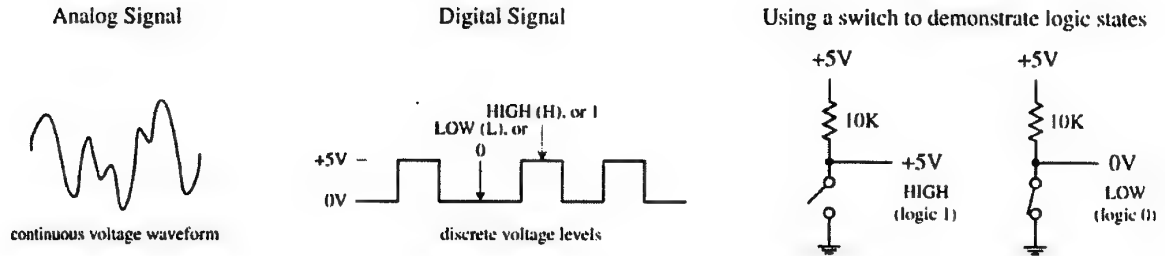 Analog Signal
continuous voltage waveform
Digital Signal
HIGH (H), or 1
LOW (L), or
0
+5V
0V
discrete voltage levels
Using a switch to demonstrate logic states
+5V
10K
+5V
HIGH
(logic 1)
+5V
10K
0V
LOW
(logic 0)